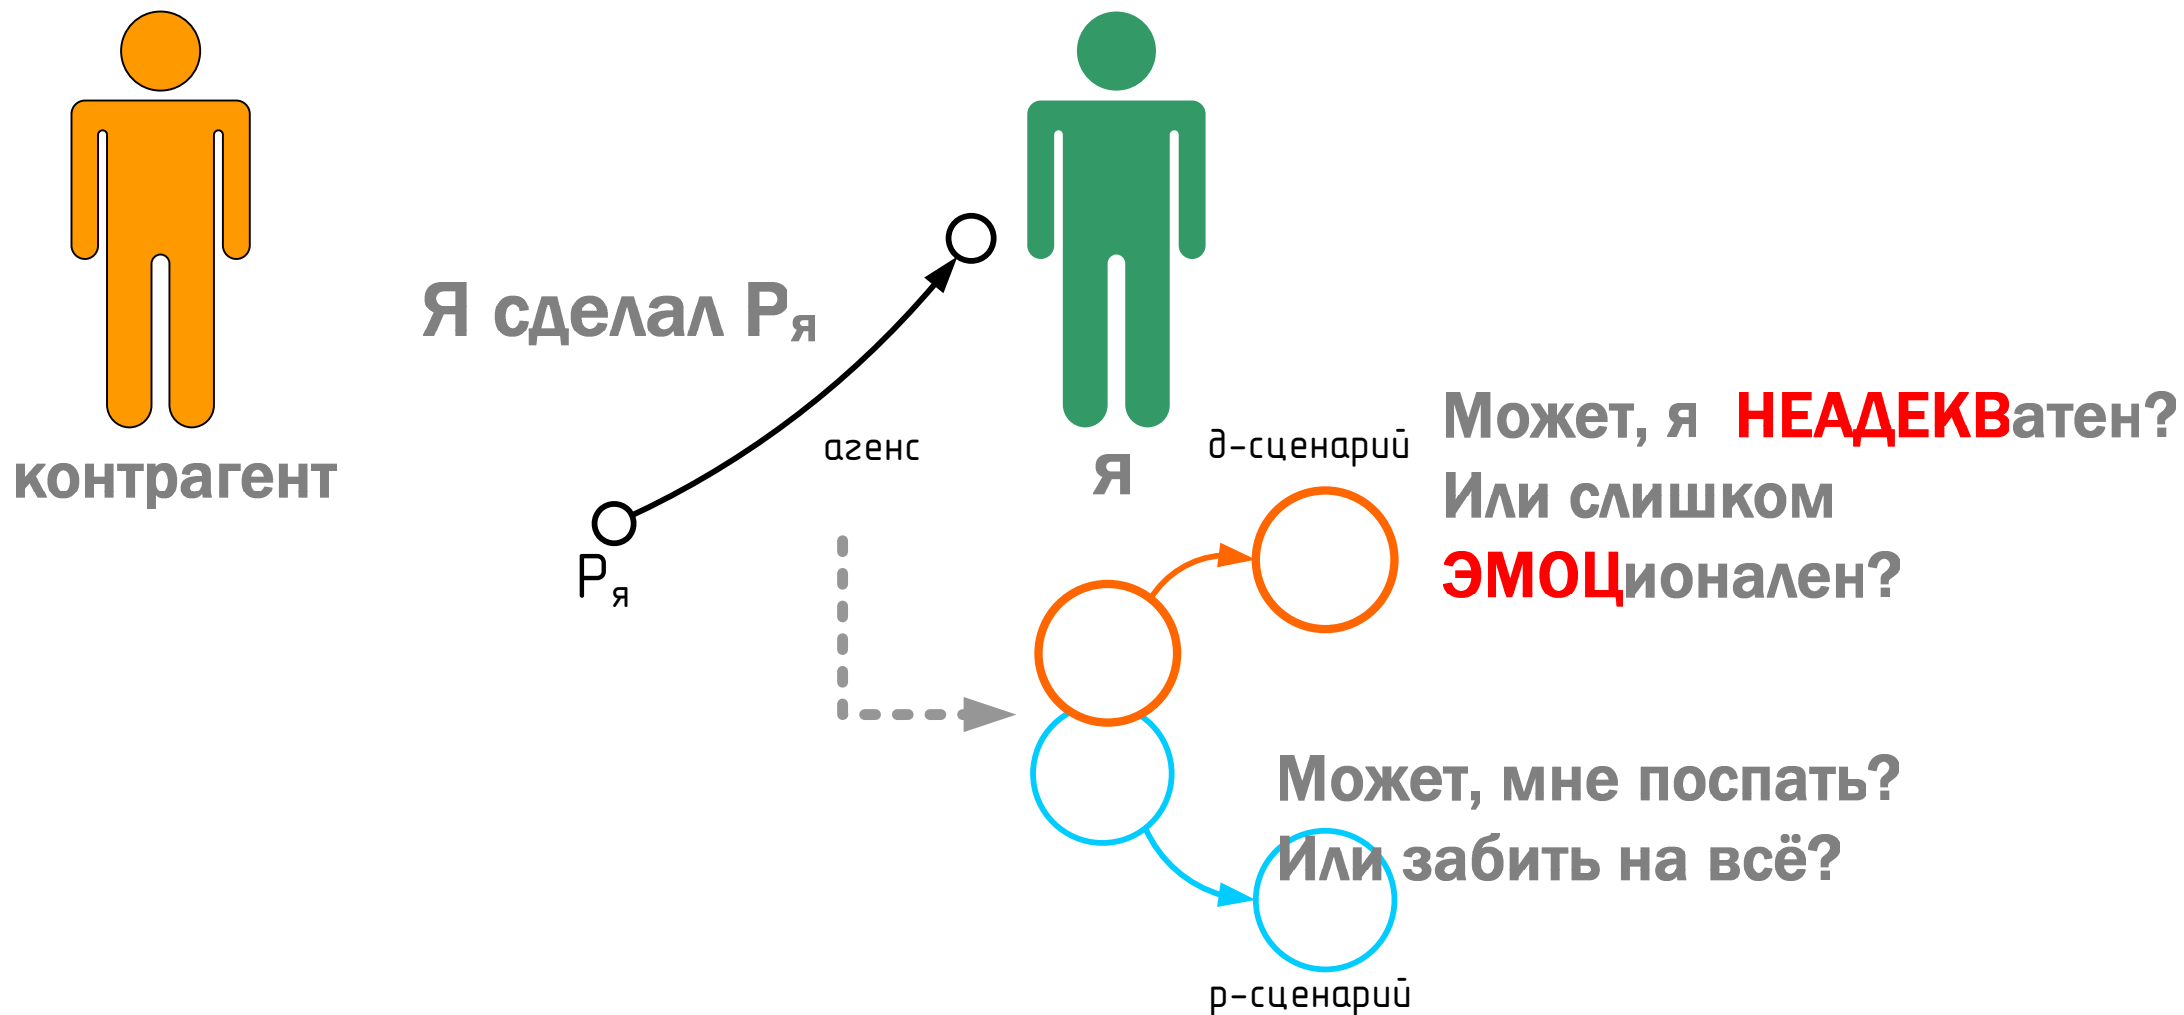 Я сделал Pя
контрагент
агенс
я
д-сценарий
Pя
Может, я НЕАДЕКВатен?
Или слишком
ЭМОЦионален?
Может, мне поспать?
Или забить на всё?
р-сценарий